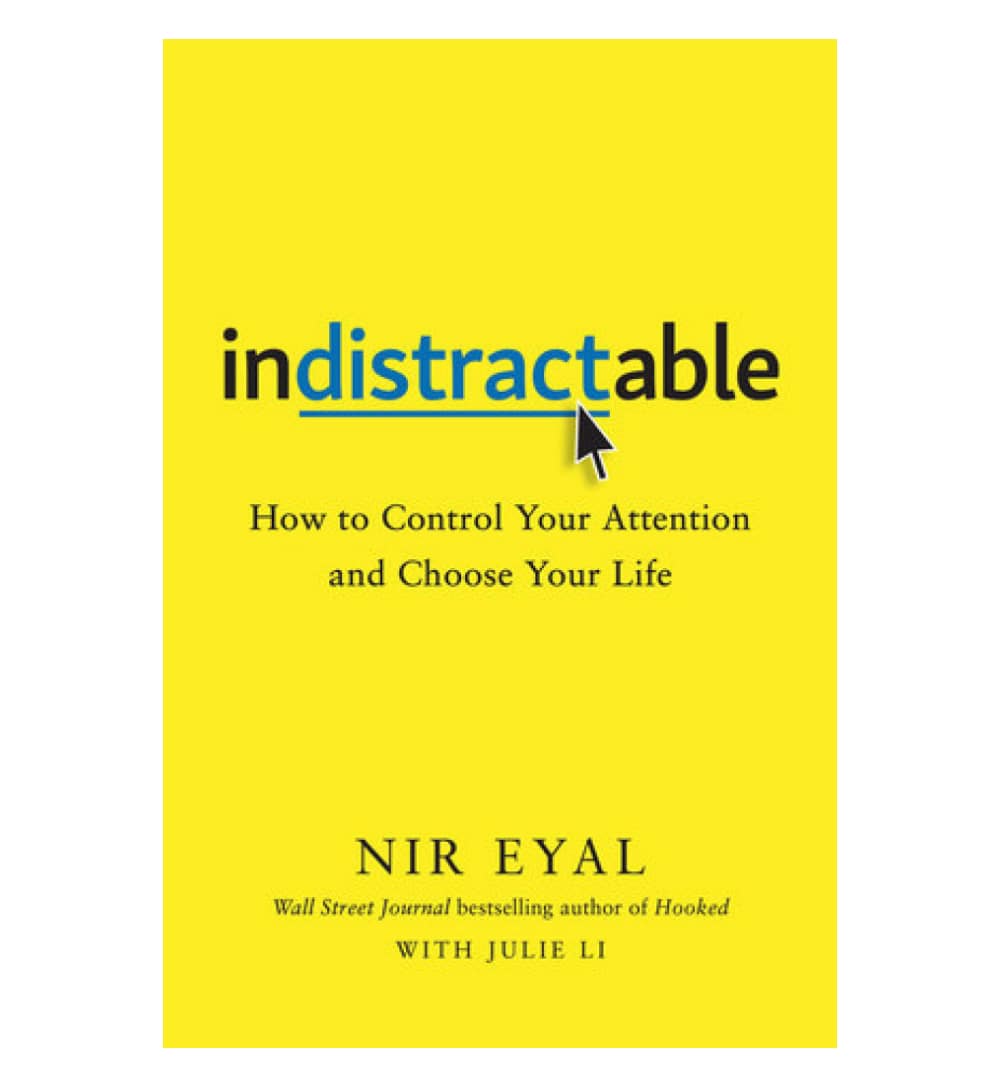 indistractable
How to Control Your Attention
and Choose Your Life
NIR EYAL
Wall Street Journal bestselling author of Hooked
WITH JULIE LI